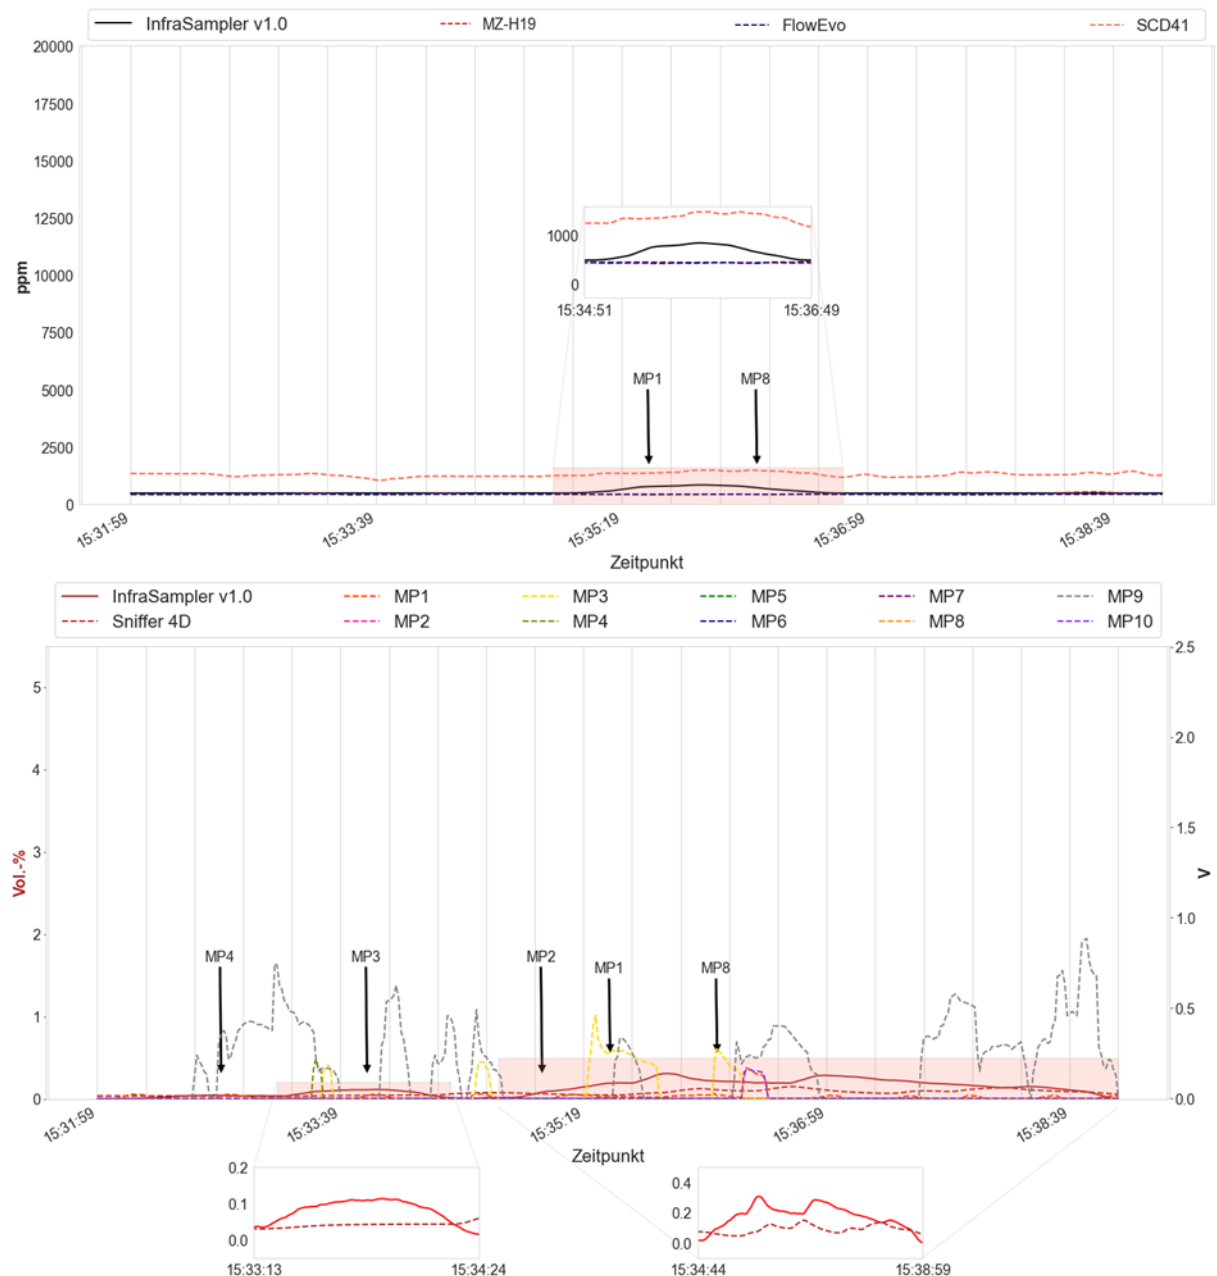 InfraSampler v1.0 MZ-H19 FlowEvo SCD41
20000
17500
15000
12500
10000
7500
5000
2500
0
ppm
1000
0
15:34:51 15:36:49
MP1 MP8
15:31:59 15:33:39 15:35:19 15:36:59 15:38:39
Zeitpunkt
InfraSampler v1.0 MP1 MP3 MP5 MP7 MP9
Sniffer 4D MP2 MP4 MP6 MP8 MP10
5
4
3
2
1
0
Vol.-%
2.5
2.0
1.5
1.0
0.5
0.0
V
MP4 MP3 MP2 MP1 MP8
15:31:59 15:33:39 15:35:19 15:36:59 15:38:39
Zeitpunkt
0.2
0.1
0.0
15:33:13 15:34:24
0.4
0.2
0.0
15:34:44 15:38:59